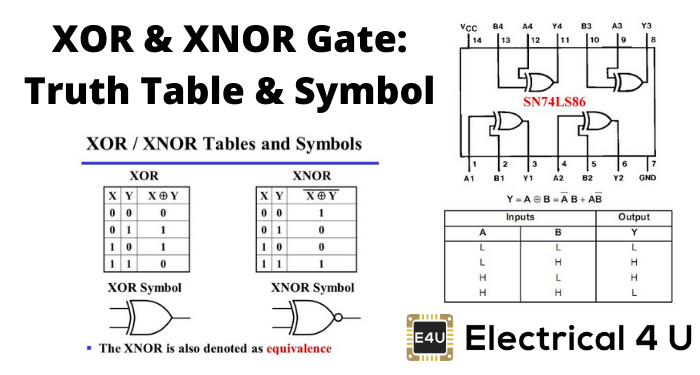 XOR & XNOR Gate:
Truth Table & Symbol
XOR / XNOR Tables and Symbols
XOR
X Y X⊕Y
0 0 0
0 1 1
1 0 1
1 1 0
XNOR
X Y X̅⊕̅Y̅
0 0 1
0 1 0
1 0 0
1 1 1
XOR Symbol
XNOR Symbol
▪ The XNOR is also denoted as equivalence
VCC B4 A4 Y4 B3 A3 Y3
14 13 12 11 10 9 8
SN74LS86
1 2 3 4 5 6 7
A1 B1 Y1 A2 B2 Y2 GND
Y = A ⊕ B = A̅ B + AB̅
Inputs Output
A B Y
L L L
L H H
H L H
H H L
E4U Electrical 4 U